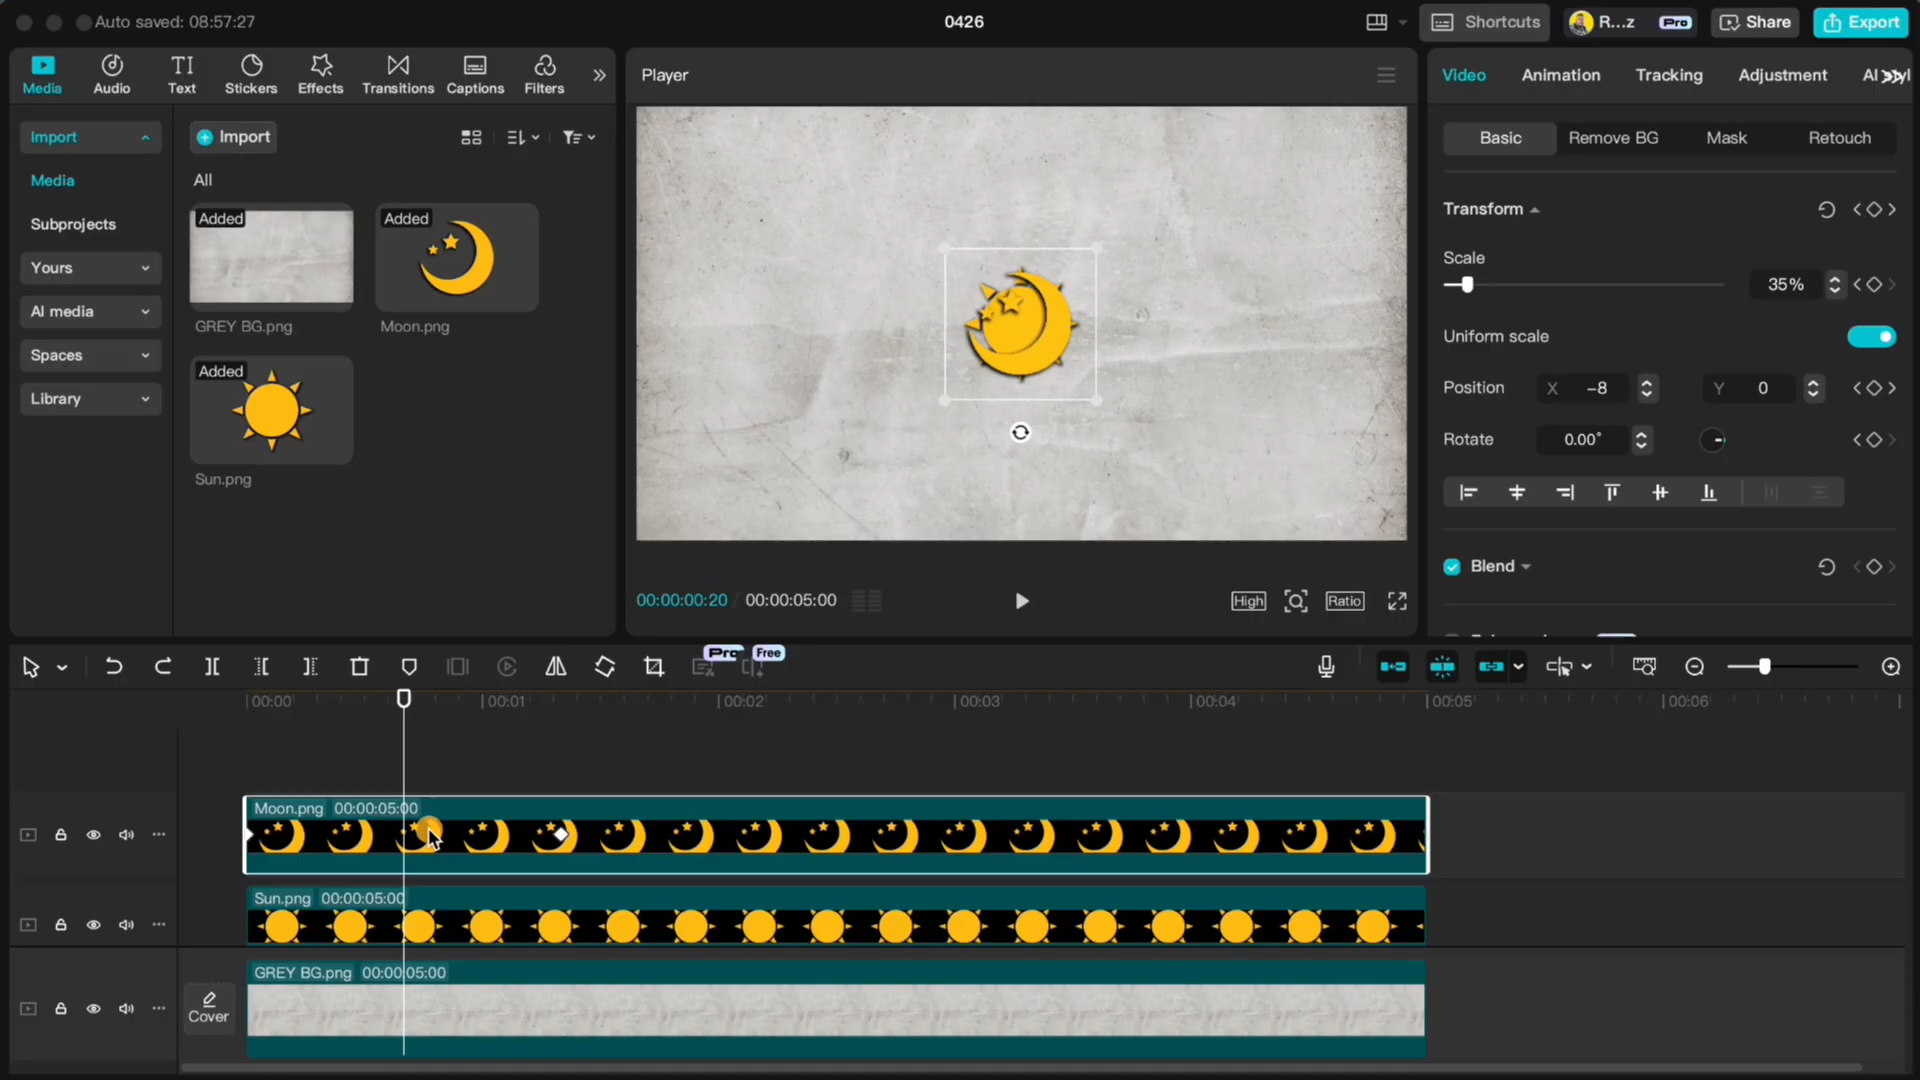 Auto saved: 08:57:27
0426
Shortcuts
R...z
Pro
Share
Export
Media
Audio
Text
Stickers
Effects
Transitions
Captions
Filters
Player
Video
Animation
Tracking
Adjustment
Import
Media
Subprojects
Yours
AI media
Spaces
Library
Import
All
Added
GREY BG.png
Added
Moon.png
Added
Sun.png
Basic
Remove BG
Mask
Retouch
Transform
Scale
35%
Uniform scale
Position
X
-8
Y
0
Rotate
0.00°
Blend
00:00:00:20 / 00:00:05:00
High
Ratio
Pro
Free
00:00
00:01
00:02
00:03
00:04
00:05
00:06
Moon.png 00:00:05:00
Sun.png 00:00:05:00
GREY BG.png 00:00:05:00
Cover